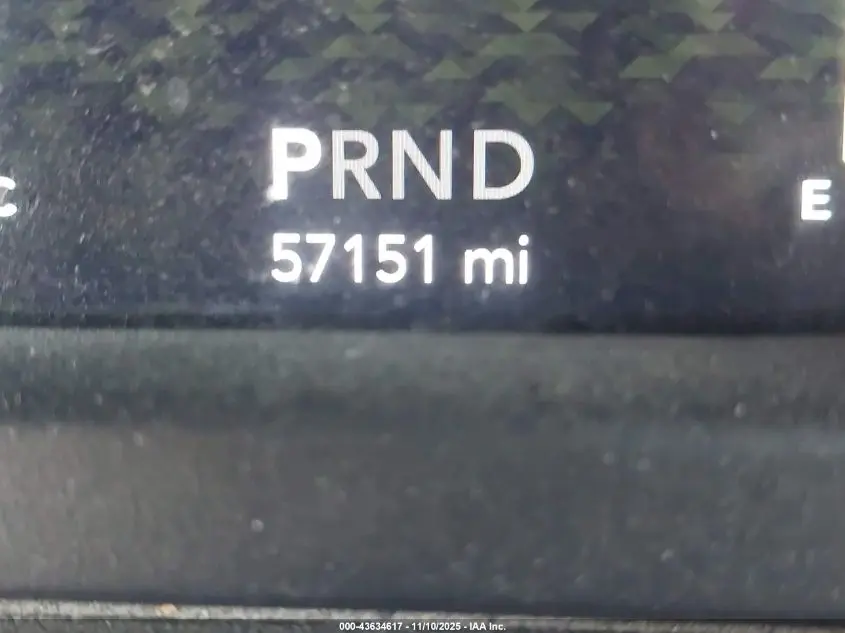 PRND
C
E
57151 mi
000-43634617 - 11/10/2025 - IAA Inc.